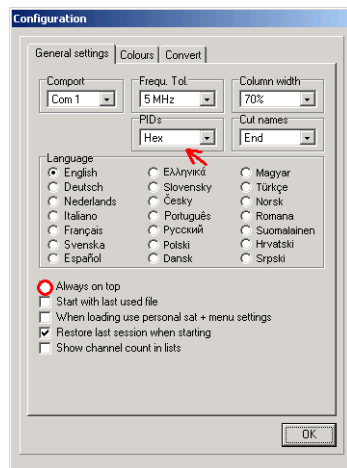 Configuration
General settings Colours Convert
Comport Frequ. Tol. Column width
Com 1 5 MHz 70%
PIDs Cut names
Hex End
Language
English Ελληνικά Magyar
Deutsch Slovensky Türkçe
Nederlands Česky Norsk
Italiano Português Romana
Français Русский Suomalainen
Svenska Polski Hrvatski
Español Dansk Srpski
Always on top
Start with last used file
When loading use personal sat + menu settings
Restore last session when starting
Show channel count in lists
OK